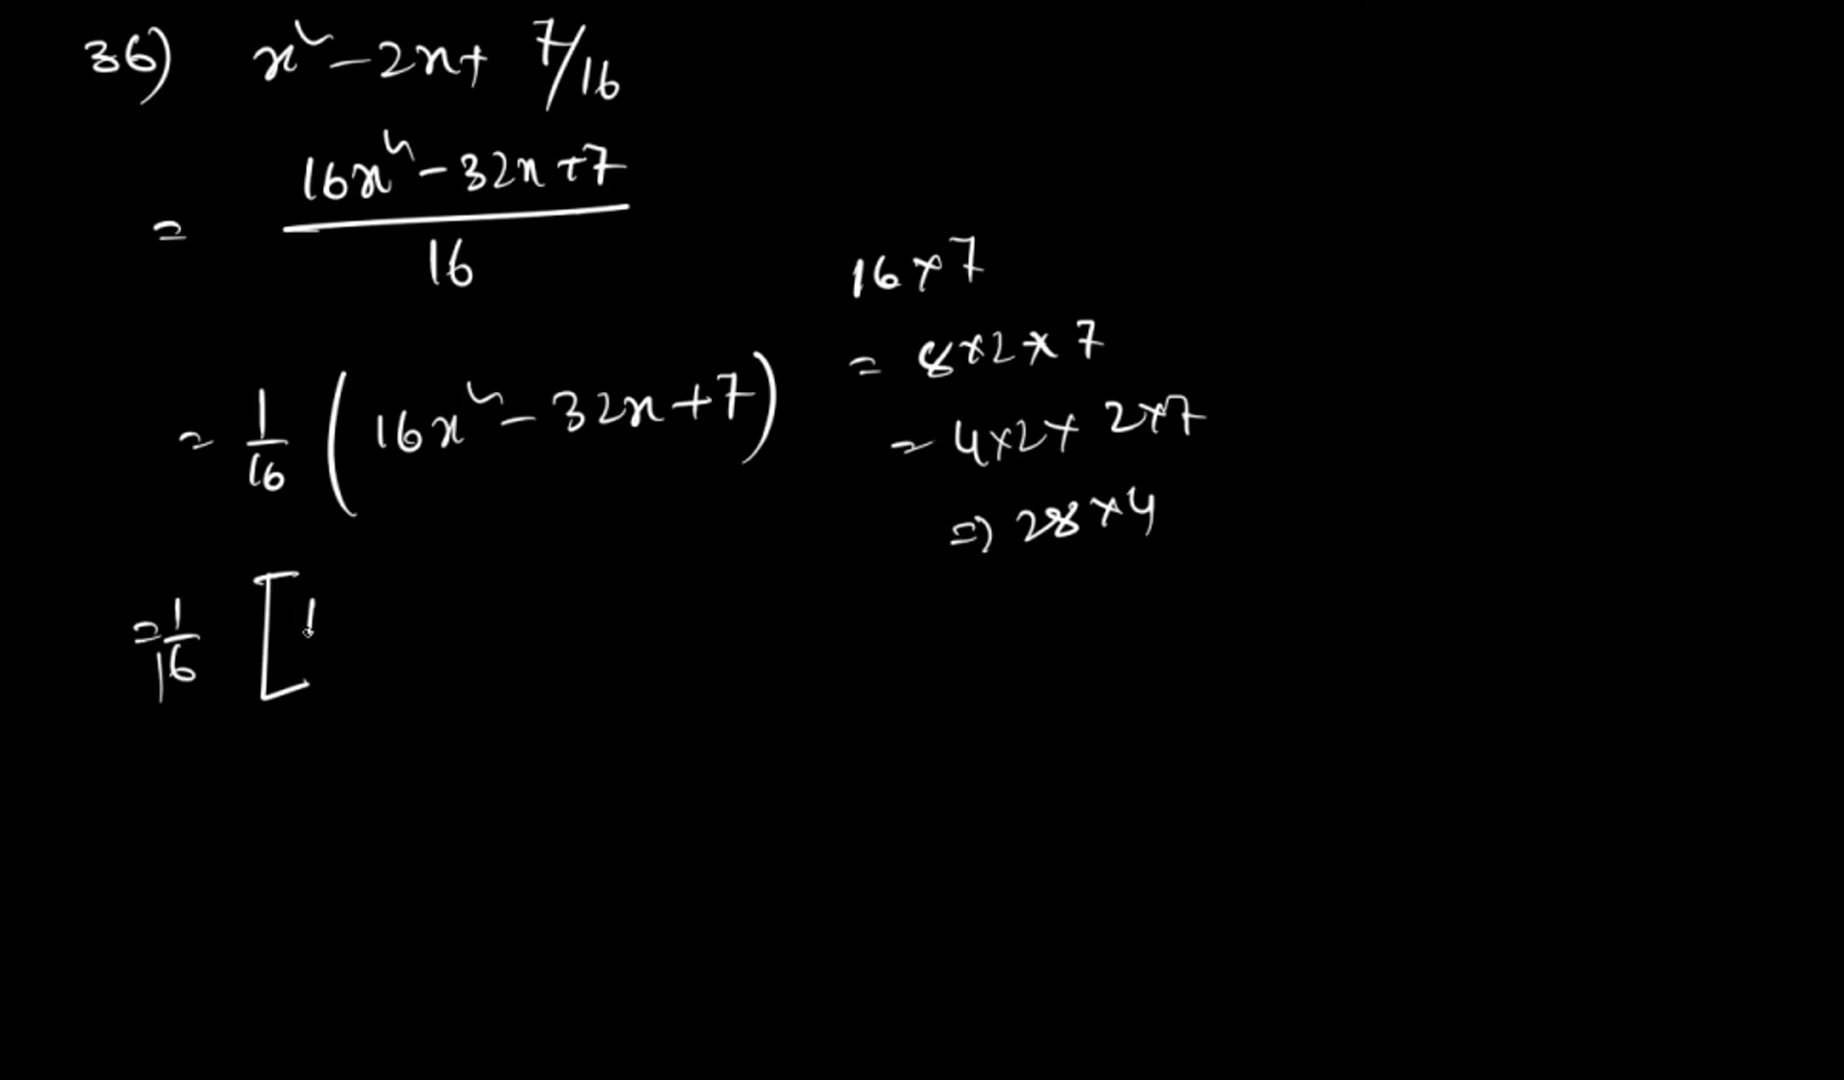 36) x² - 2x + 7/16
= 16x² - 32x + 7
16
= 1/16 ( 16x² - 32x + 7 )
16 × 7
= 8 × 2 × 7
= 4 × 2 × 2 × 7
⇒ 28 × 4
= 1/16 [ 1